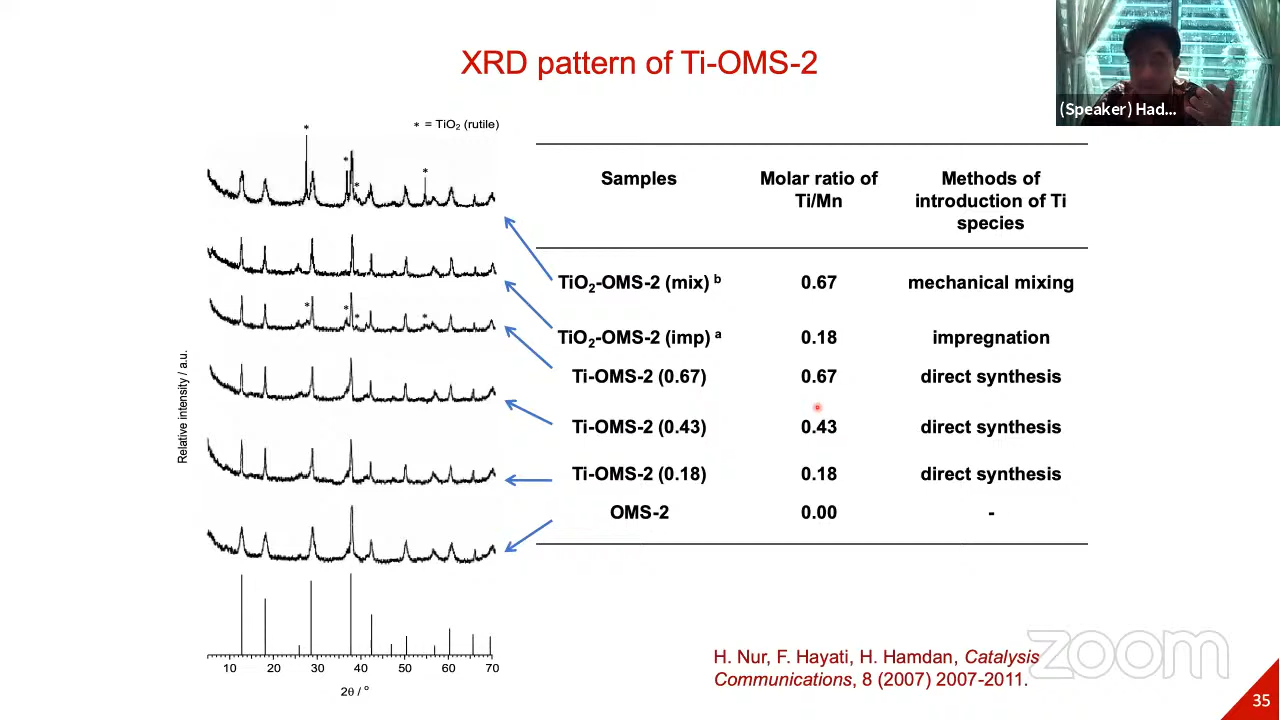 XRD pattern of Ti-OMS-2
(Speaker) Had...
* = TiO₂ (rutile)
* * * * *
* * * *
Relative intensity / a.u.
10 20 30 40 50 60 70
2θ / °
Samples Molar ratio of Ti/Mn Methods of introduction of Ti species
TiO₂-OMS-2 (mix) ᵇ 0.67 mechanical mixing
TiO₂-OMS-2 (imp) ᵃ 0.18 impregnation
Ti-OMS-2 (0.67) 0.67 direct synthesis
Ti-OMS-2 (0.43) 0.43 direct synthesis
Ti-OMS-2 (0.18) 0.18 direct synthesis
OMS-2 0.00 -
H. Nur, F. Hayati, H. Hamdan, Catalysis
Communications, 8 (2007) 2007-2011.
zoom
35